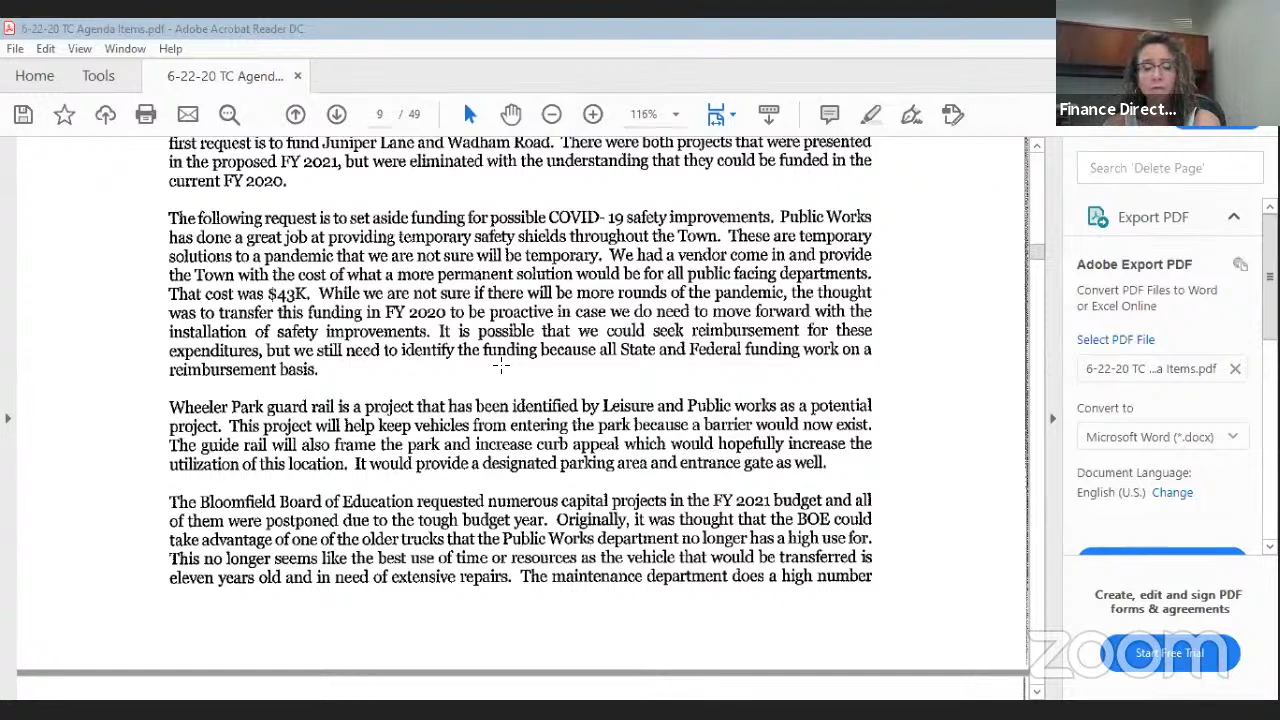 6-22-20 TC Agenda Items.pdf - Adobe Acrobat Reader DC
File Edit View Window Help
Home Tools 6-22-20 TC Agend... ×
9 / 49 116%
Finance Direct...
first request is to fund Juniper Lane and Wadham Road. There were both projects that were presented
in the proposed FY 2021, but were eliminated with the understanding that they could be funded in the
current FY 2020.
The following request is to set aside funding for possible COVID- 19 safety improvements. Public Works
has done a great job at providing temporary safety shields throughout the Town. These are temporary
solutions to a pandemic that we are not sure will be temporary. We had a vendor come in and provide
the Town with the cost of what a more permanent solution would be for all public facing departments.
That cost was $43K. While we are not sure if there will be more rounds of the pandemic, the thought
was to transfer this funding in FY 2020 to be proactive in case we do need to move forward with the
installation of safety improvements. It is possible that we could seek reimbursement for these
expenditures, but we still need to identify the funding because all State and Federal funding work on a
reimbursement basis.
Wheeler Park guard rail is a project that has been identified by Leisure and Public works as a potential
project. This project will help keep vehicles from entering the park because a barrier would now exist.
The guide rail will also frame the park and increase curb appeal which would hopefully increase the
utilization of this location. It would provide a designated parking area and entrance gate as well.
The Bloomfield Board of Education requested numerous capital projects in the FY 2021 budget and all
of them were postponed due to the tough budget year. Originally, it was thought that the BOE could
take advantage of one of the older trucks that the Public Works department no longer has a high use for.
This no longer seems like the best use of time or resources as the vehicle that would be transferred is
eleven years old and in need of extensive repairs. The maintenance department does a high number
Search 'Delete Page'
Export PDF
Adobe Export PDF
Convert PDF Files to Word
or Excel Online
Select PDF File
6-22-20 TC ...a Items.pdf ×
Convert to
Microsoft Word (*.docx)
Document Language:
English (U.S.) Change
Create, edit and sign PDF
forms & agreements
Start Free Trial
zoom